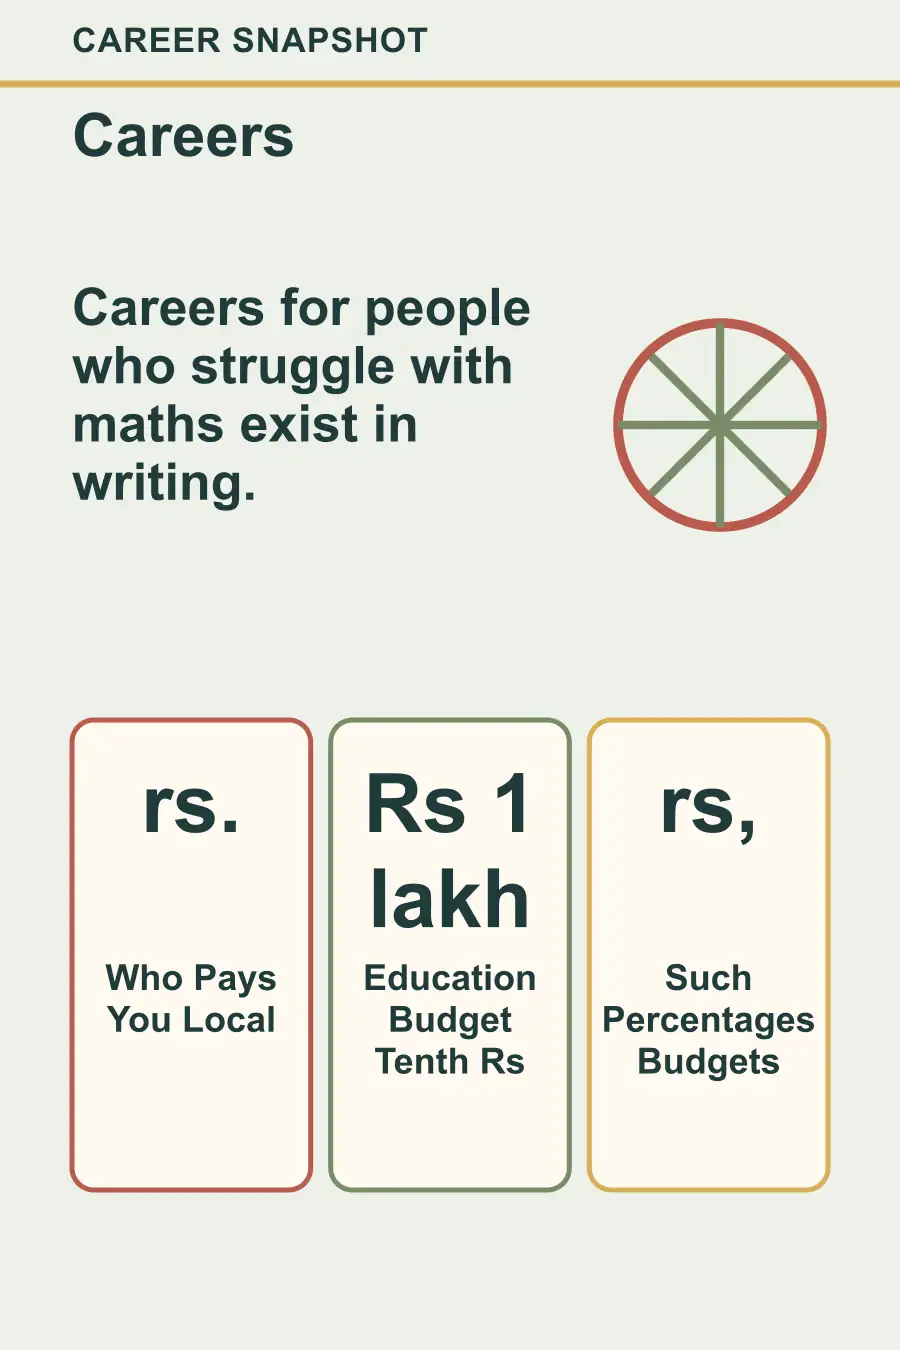 CAREER SNAPSHOT
Careers
Careers for people
who struggle with
maths exist in
writing.
rs.
Who Pays
You Local
Rs 1
lakh
Education
Budget
Tenth Rs
rs,
Such
Percentages
Budgets